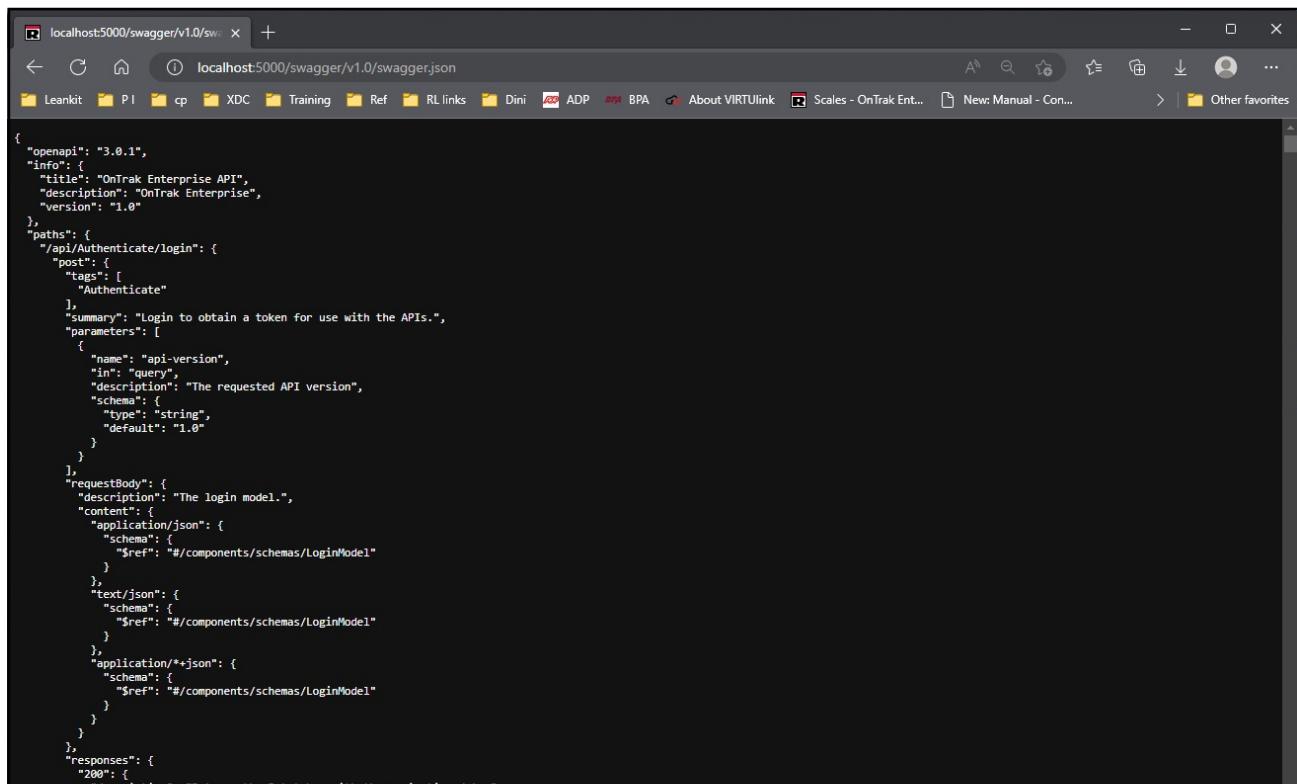 localhost:5000/swagger/v1.0/sw
localhost:5000/swagger/v1.0/swagger.json
Leankit PI cp XDC Training Ref RL links Dini ADP BPA About VIRTUlink Scales - OnTrak Ent... New: Manual - Con... Other favorites
{
"openapi": "3.0.1",
"info": {
"title": "OnTrak Enterprise API",
"description": "OnTrak Enterprise",
"version": "1.0"
},
"paths": {
"/api/Authenticate/login": {
"post": {
"tags": [
"Authenticate"
],
"summary": "Login to obtain a token for use with the APIs.",
"parameters": [
{
"name": "api-version",
"in": "query",
"description": "The requested API version",
"schema": {
"type": "string",
"default": "1.0"
}
}
],
"requestBody": {
"description": "The login model.",
"content": {
"application/json": {
"schema": {
"$ref": "#/components/schemas/LoginModel"
}
},
"text/json": {
"schema": {
"$ref": "#/components/schemas/LoginModel"
}
},
"application/*+json": {
"schema": {
"$ref": "#/components/schemas/LoginModel"
}
}
}
},
"responses": {
"200": {